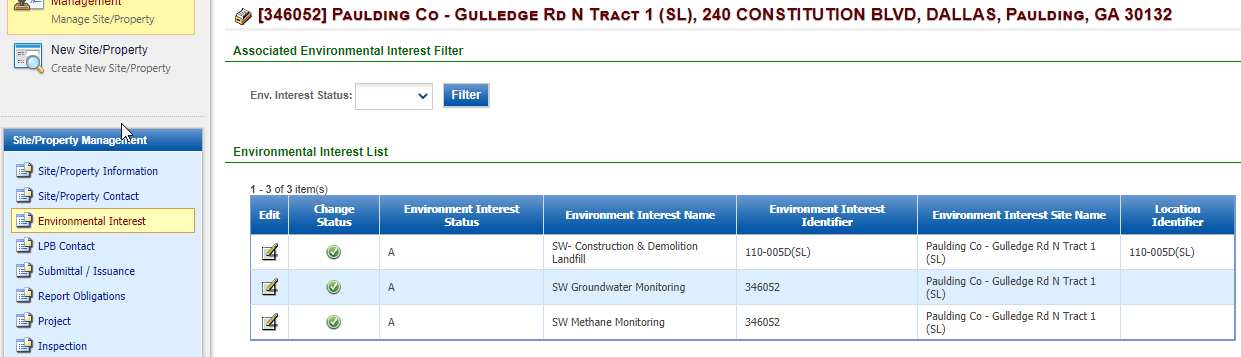 Management
Manage Site/Property
New Site/Property
Create New Site/Property
Site/Property Management
Site/Property Information
Site/Property Contact
Environmental Interest
LPB Contact
Submittal / Issuance
Report Obligations
Project
Inspection
[346052] Paulding Co - Gulledge Rd N Tract 1 (SL), 240 CONSTITUTION BLVD, DALLAS, Paulding, GA 30132
Associated Environmental Interest Filter
Env. Interest Status:
Filter
Environmental Interest List
1 - 3 of 3 item(s)
Edit
Change
Status
Environment Interest
Status
Environment Interest Name
Environment Interest
Identifier
Environment Interest Site Name
Location
Identifier
A
SW- Construction & Demolition
Landfill
110-005D(SL)
Paulding Co - Gulledge Rd N Tract 1
(SL)
110-005D(SL)
A
SW Groundwater Monitoring
346052
Paulding Co - Gulledge Rd N Tract 1
(SL)
A
SW Methane Monitoring
346052
Paulding Co - Gulledge Rd N Tract 1
(SL)